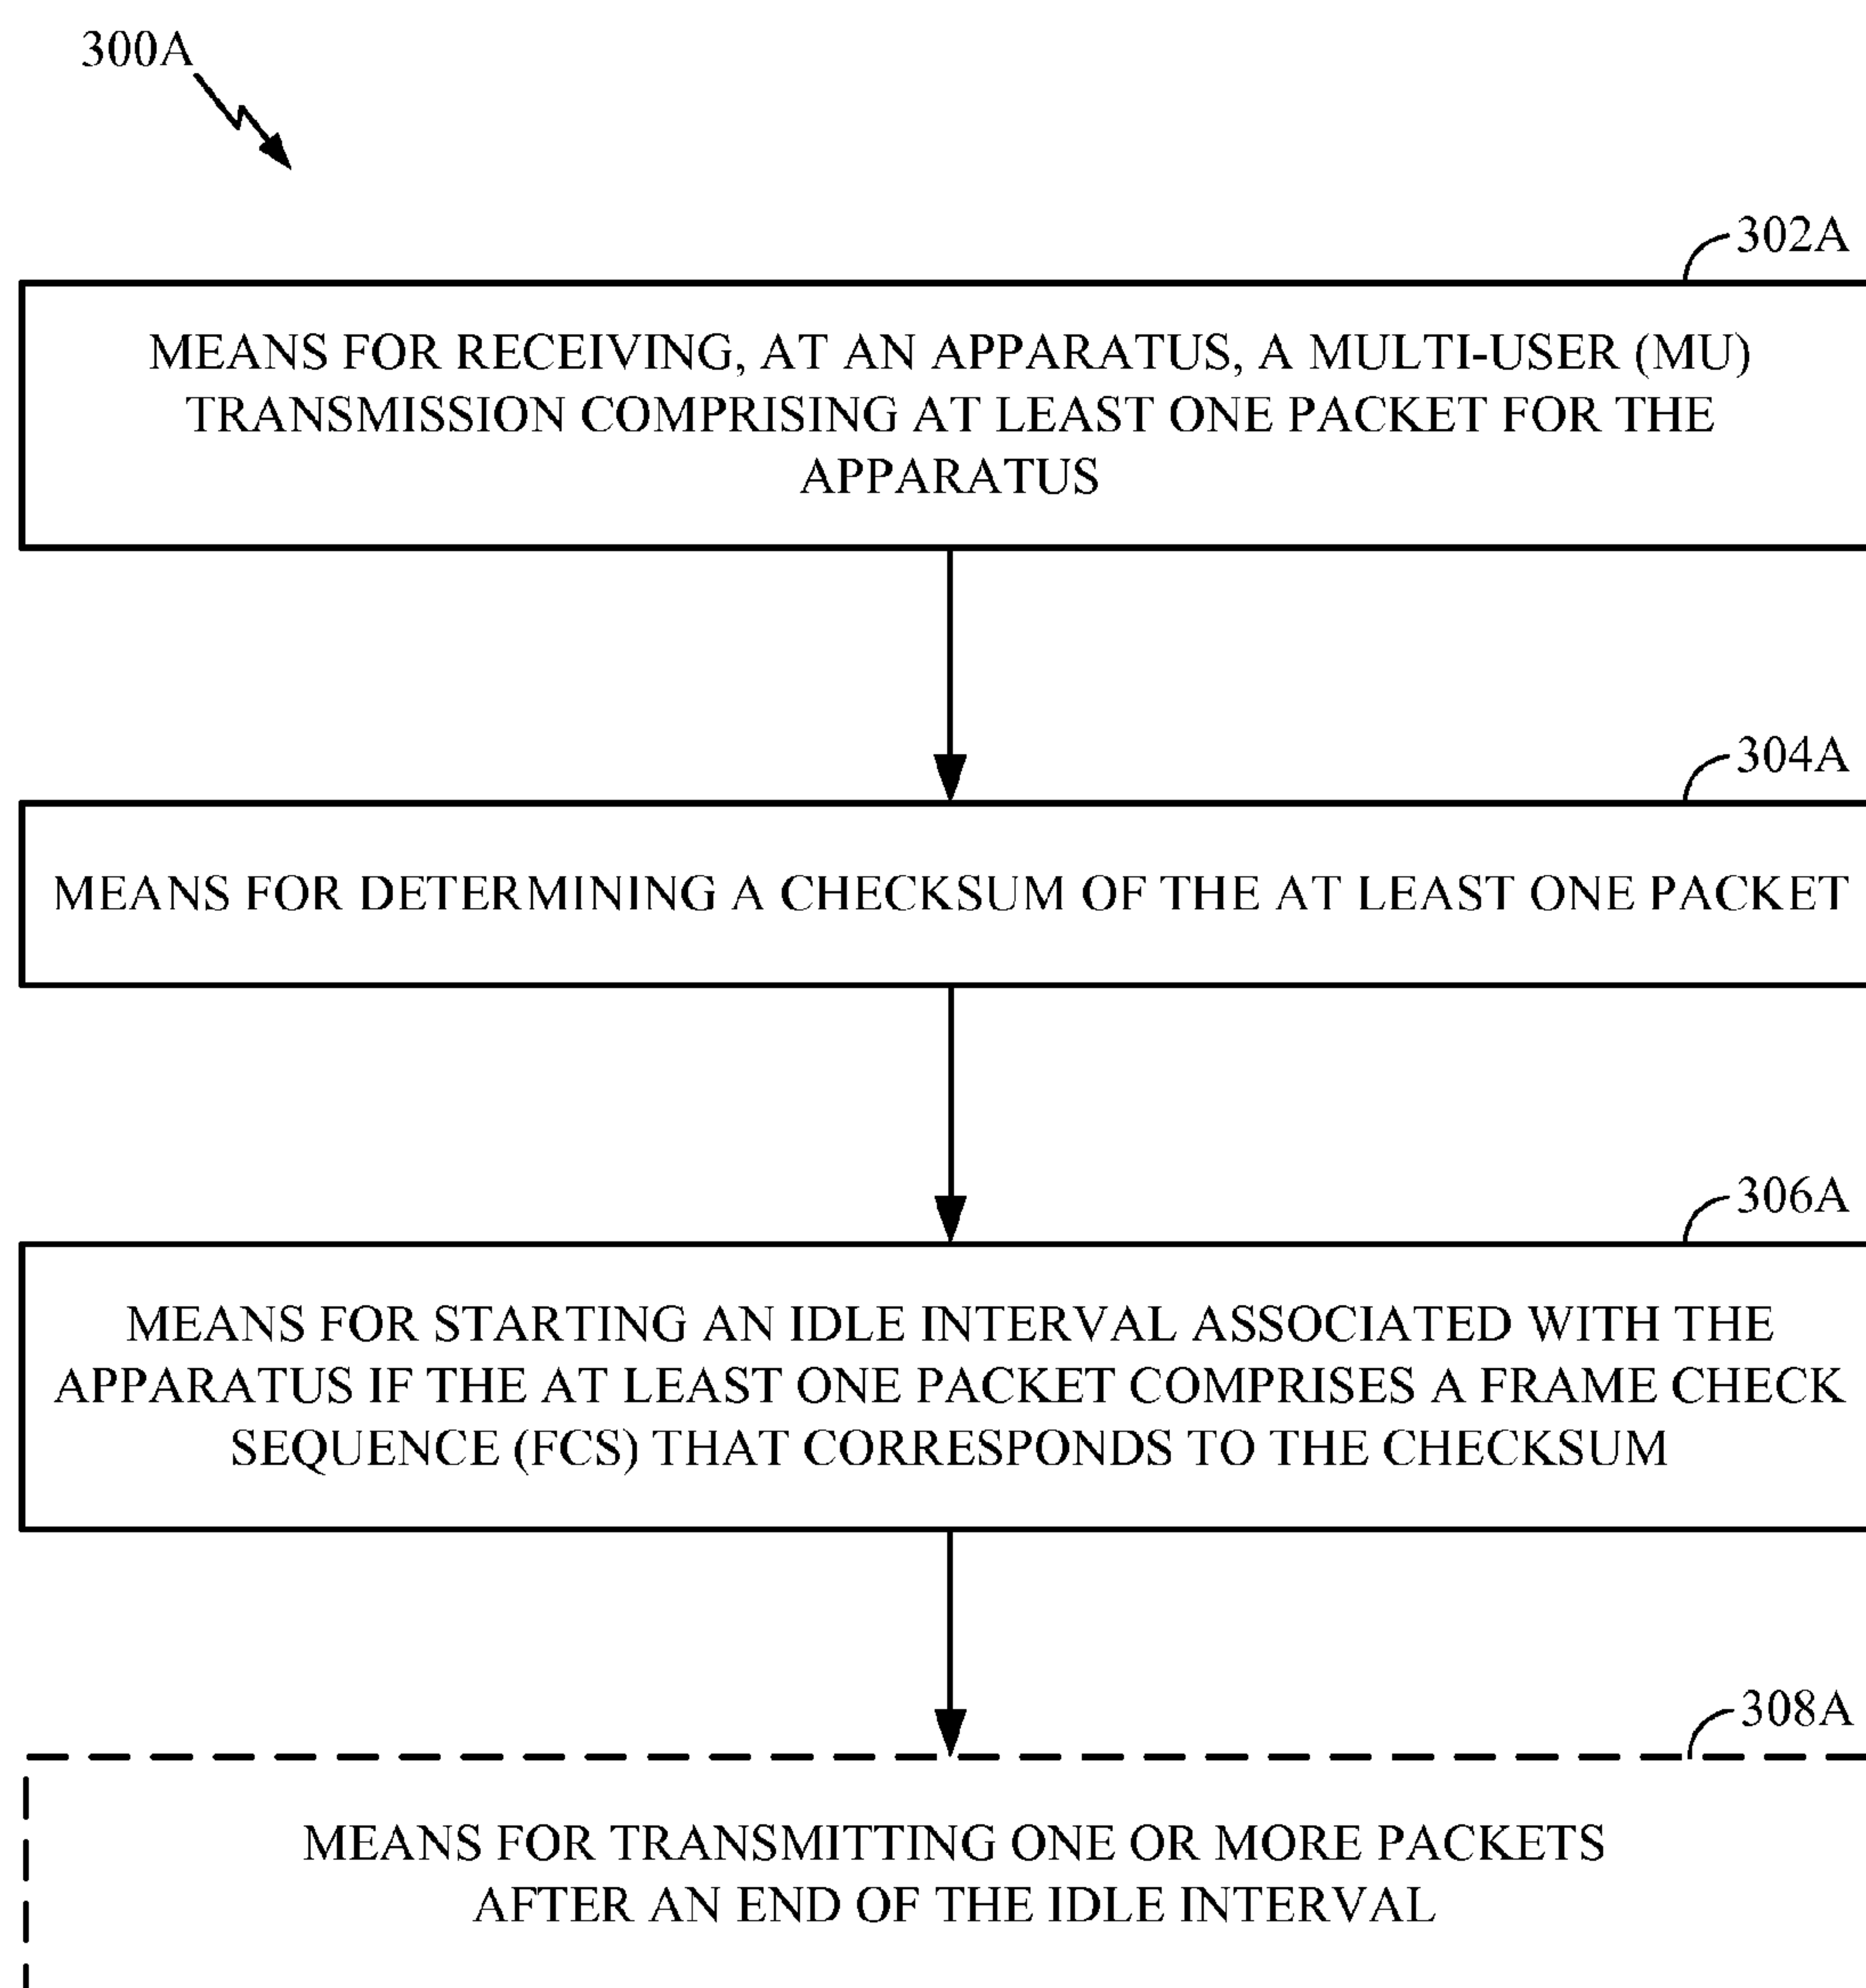 300A
302A
MEANS FOR RECEIVING, AT AN APPARATUS, A MULTI-USER (MU)
TRANSMISSION COMPRISING AT LEAST ONE PACKET FOR THE
APPARATUS
304A
MEANS FOR DETERMINING A CHECKSUM OF THE AT LEAST ONE PACKET
306A
MEANS FOR STARTING AN IDLE INTERVAL ASSOCIATED WITH THE
APPARATUS IF THE AT LEAST ONE PACKET COMPRISES A FRAME CHECK
SEQUENCE (FCS) THAT CORRESPONDS TO THE CHECKSUM
308A
MEANS FOR TRANSMITTING ONE OR MORE PACKETS
AFTER AN END OF THE IDLE INTERVAL